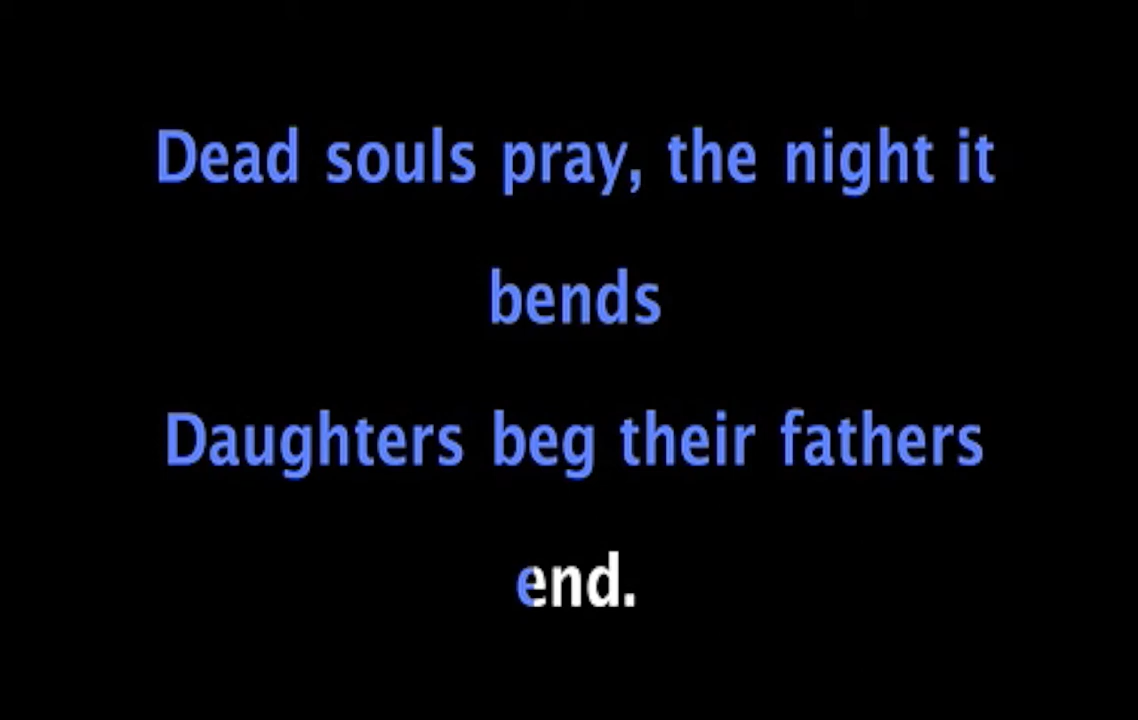 Dead souls pray, the night it
bends
Daughters beg their fathers
end.